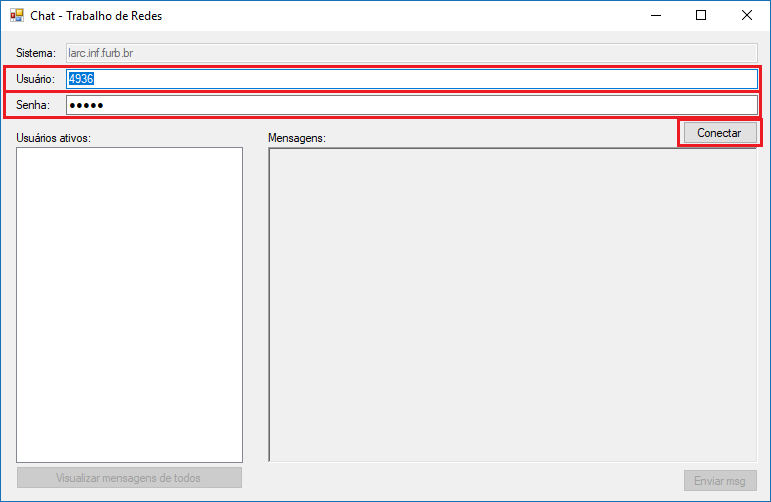 Chat - Trabalho de Redes
Sistema: larc.inf.furb.br
Usuário: 4936
Senha: ●●●●●
Conectar
Usuários ativos: Mensagens:
Visualizar mensagens de todos Enviar msg